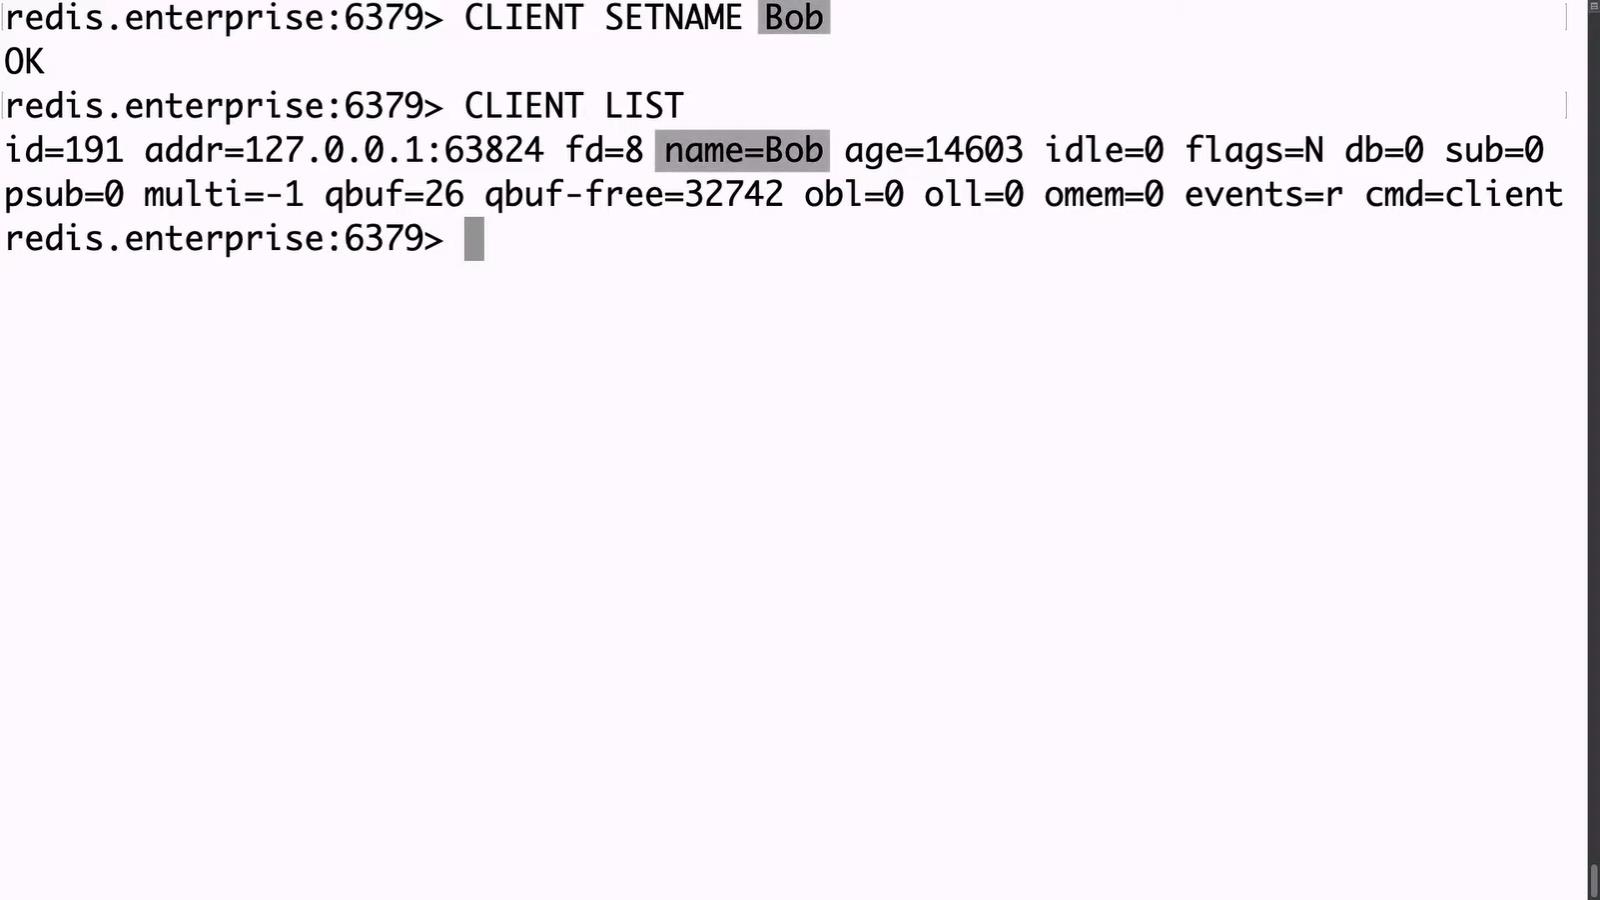 redis.enterprise:6379> CLIENT SETNAME Bob
OK
redis.enterprise:6379> CLIENT LIST
id=191 addr=127.0.0.1:63824 fd=8 name=Bob age=14603 idle=0 flags=N db=0 sub=0
psub=0 multi=-1 qbuf=26 qbuf-free=32742 obl=0 oll=0 omem=0 events=r cmd=client
redis.enterprise:6379>